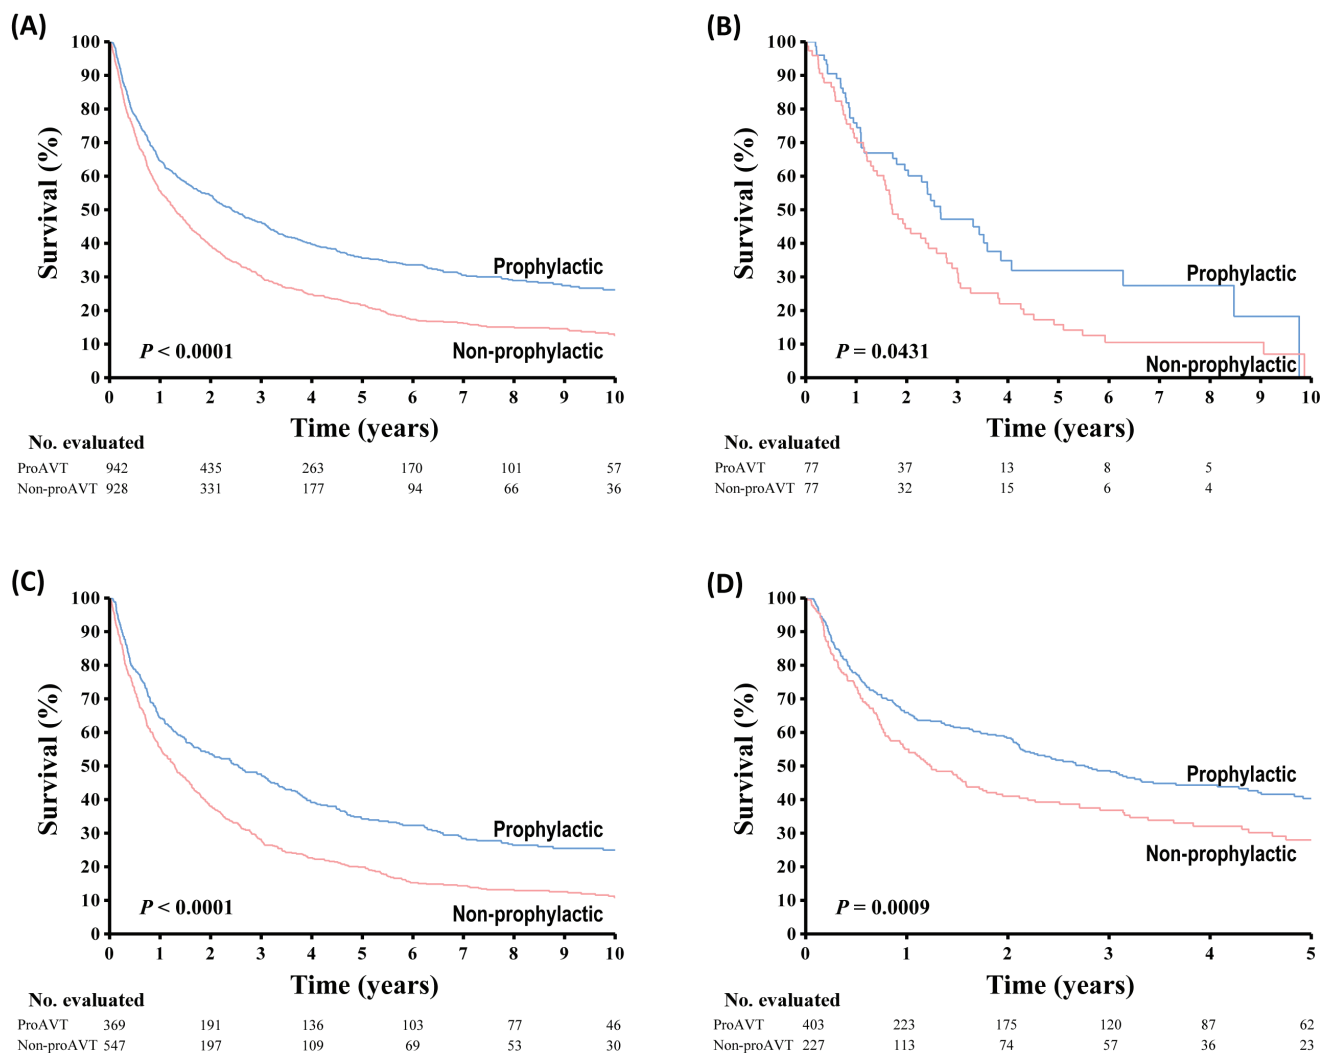 (A)
100
90
80
70
60
50
40
30
20
10
0
Survival (%)
Prophylactic
Non-prophylactic
P < 0.0001
0 1 2 3 4 5 6 7 8 9 10
Time (years)
No. evaluated
ProAVT 942 435 263 170 101 57
Non-proAVT 928 331 177 94 66 36
(B)
100
90
80
70
60
50
40
30
20
10
0
Survival (%)
Prophylactic
Non-prophylactic
P = 0.0431
0 1 2 3 4 5 6 7 8 9 10
Time (years)
No. evaluated
ProAVT 77 37 13 8 5
Non-proAVT 77 32 15 6 4
(C)
100
90
80
70
60
50
40
30
20
10
0
Survival (%)
Prophylactic
Non-prophylactic
P < 0.0001
0 1 2 3 4 5 6 7 8 9 10
Time (years)
No. evaluated
ProAVT 369 191 136 103 77 46
Non-proAVT 547 197 109 69 53 30
(D)
100
90
80
70
60
50
40
30
20
10
0
Survival (%)
Prophylactic
Non-prophylactic
P = 0.0009
0 1 2 3 4 5
Time (years)
No. evaluated
ProAVT 403 223 175 120 87 62
Non-proAVT 227 113 74 57 36 23